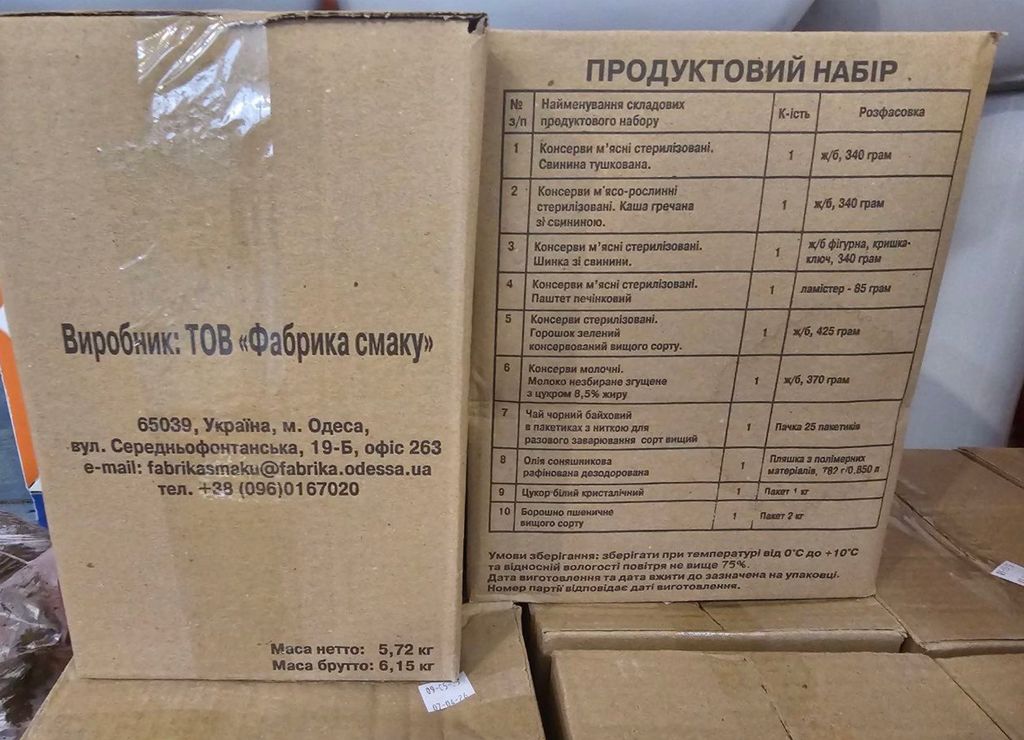 Виробник: ТОВ «Фабрика смаку»
65039, Україна, м. Одеса,
вул. Середньофонтанська, 19-Б, офіс 263
e-mail: fabrikasmaku@fabrika.odessa.ua
тел. +38 (096)0167020
Маса нетто: 5,72 кг
Маса брутто: 6,15 кг
ПРОДУКТОВИЙ НАБІР
№ з/п Найменування складових продуктового набору К-ість Розфасовка
1 Консерви м’ясні стерилізовані. 1 ж/б, 340 грам
Свинина тушкована.
2 Консерви м’ясо-рослинні
стерилізовані. Каша гречана 1 ж/б, 340 грам
зі свининою.
3 Консерви м’ясні стерилізовані. 1 ж/б фігурна, кришка-
Шинка зі свинини. ключ, 340 грам
4 Консерви м’ясні стерилізовані. 1 ламістер - 85 грам
Паштет печінковий
5 Консерви стерилізовані.
Горошок зелений 1 ж/б, 425 грам
консервований вищого сорту.
6 Консерви молочні.
Молоко незбиране згущене 1 ж/б, 370 грам
з цукром 8,5% жиру
7 Чай чорний байховий
в пакетиках з ниткою для 1 Пачка 25 пакетиків
разового заварювання сорт вищий
8 Олія соняшникова 1 Пляшка з полімерних
рафінована дезодорована матеріалів, 782 г/0,850 л
9 Цукор білий кристалічний 1 Пакет 1 кг
10 Борошно пшеничне 1 Пакет 2 кг
вищого сорту
Умови зберігання: зберігати при температурі від 0°С до +10°С
та відносній вологості повітря не вище 75%.
Дата виготовлення та дата вжити до зазначена на упаковці.
Номер партії відповідає даті виготовлення.